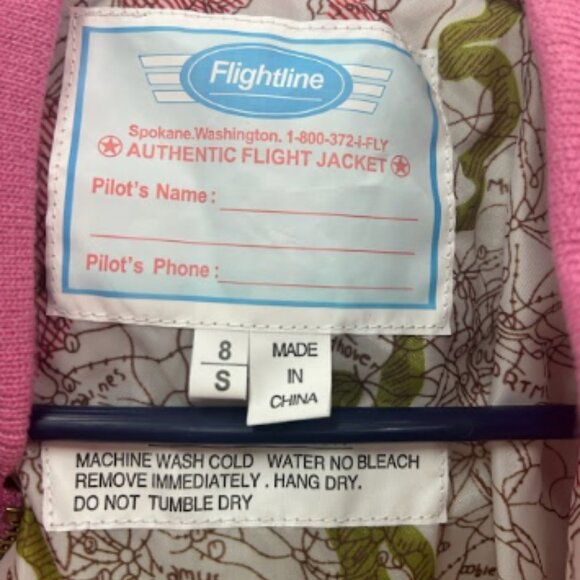 Flightline
Spokane.Washington. 1-800-372-i-FLY
AUTHENTIC FLIGHT JACKET
Pilot's Name :
Pilot's Phone :
8
S
MADE
IN
CHINA
MACHINE WASH COLD WATER NO BLEACH
REMOVE IMMEDIATELY . HANG DRY.
DO NOT TUMBLE DRY